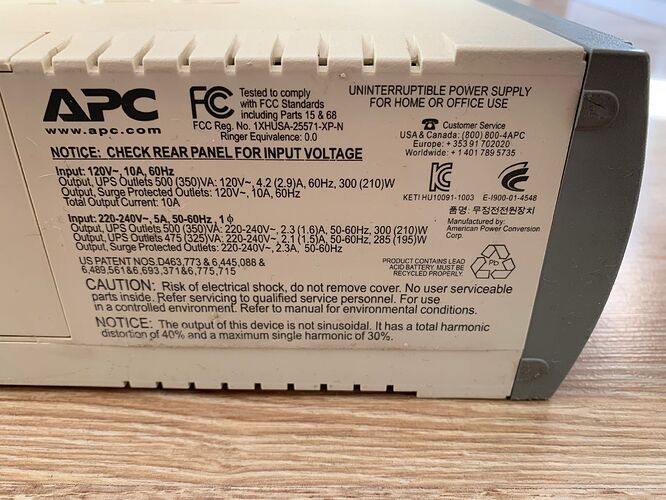 APC
www.apc.com
FCC
Tested to comply
with FCC Standards
including Parts 15 & 68
FCC Reg. No. 1XHUSA-25571-XP-N
Ringer Equivalence: 0.0
UNINTERRUPTIBLE POWER SUPPLY
FOR HOME OR OFFICE USE
Customer Service
USA & Canada: (800) 800-4APC
Europe: + 353 91 702020
Worldwide: + 1 401 789 5735
NOTICE: CHECK REAR PANEL FOR INPUT VOLTAGE
Input: 120V~, 10A, 60Hz
Output, UPS Outlets 500 (350)VA: 120V~, 4.2 (2.9)A, 60Hz, 300 (210)W
Output, Surge Protected Outlets: 120V~, 10A, 60Hz
Total Output Current: 10A
Input: 220-240V~, 5A, 50-60Hz, 1ϕ
Output, UPS Outlets 500 (350)VA: 220-240V~, 2.3 (1.6)A, 50-60Hz, 300 (210)W
Output, UPS Outlets 475 (325)VA: 220-240V~, 2.1 (1.5)A, 50-60Hz, 285 (195)W
Output, Surge Protected Outlets: 220-240V~, 2.3A, 50-60Hz
KETI HU10091-1003
E-I900-01-4548
품명: 무정전전원장치
Manufactured by:
American Power Conversion
Corp.
US PATENT NOS.D463,773 & 6,445,088 &
6,489,561 & 6,693,371 & 6,775,715
PRODUCT CONTAINS LEAD
ACID BATTERY. MUST BE
RECYCLED PROPERLY.
Pb
CAUTION: Risk of electrical shock, do not remove cover. No user serviceable
parts inside. Refer servicing to qualified service personnel. For use
in a controlled environment. Refer to manual for environmental conditions.
NOTICE: The output of this device is not sinusoidal. It has a total harmonic
distortion of 40% and a maximum single harmonic of 30%.